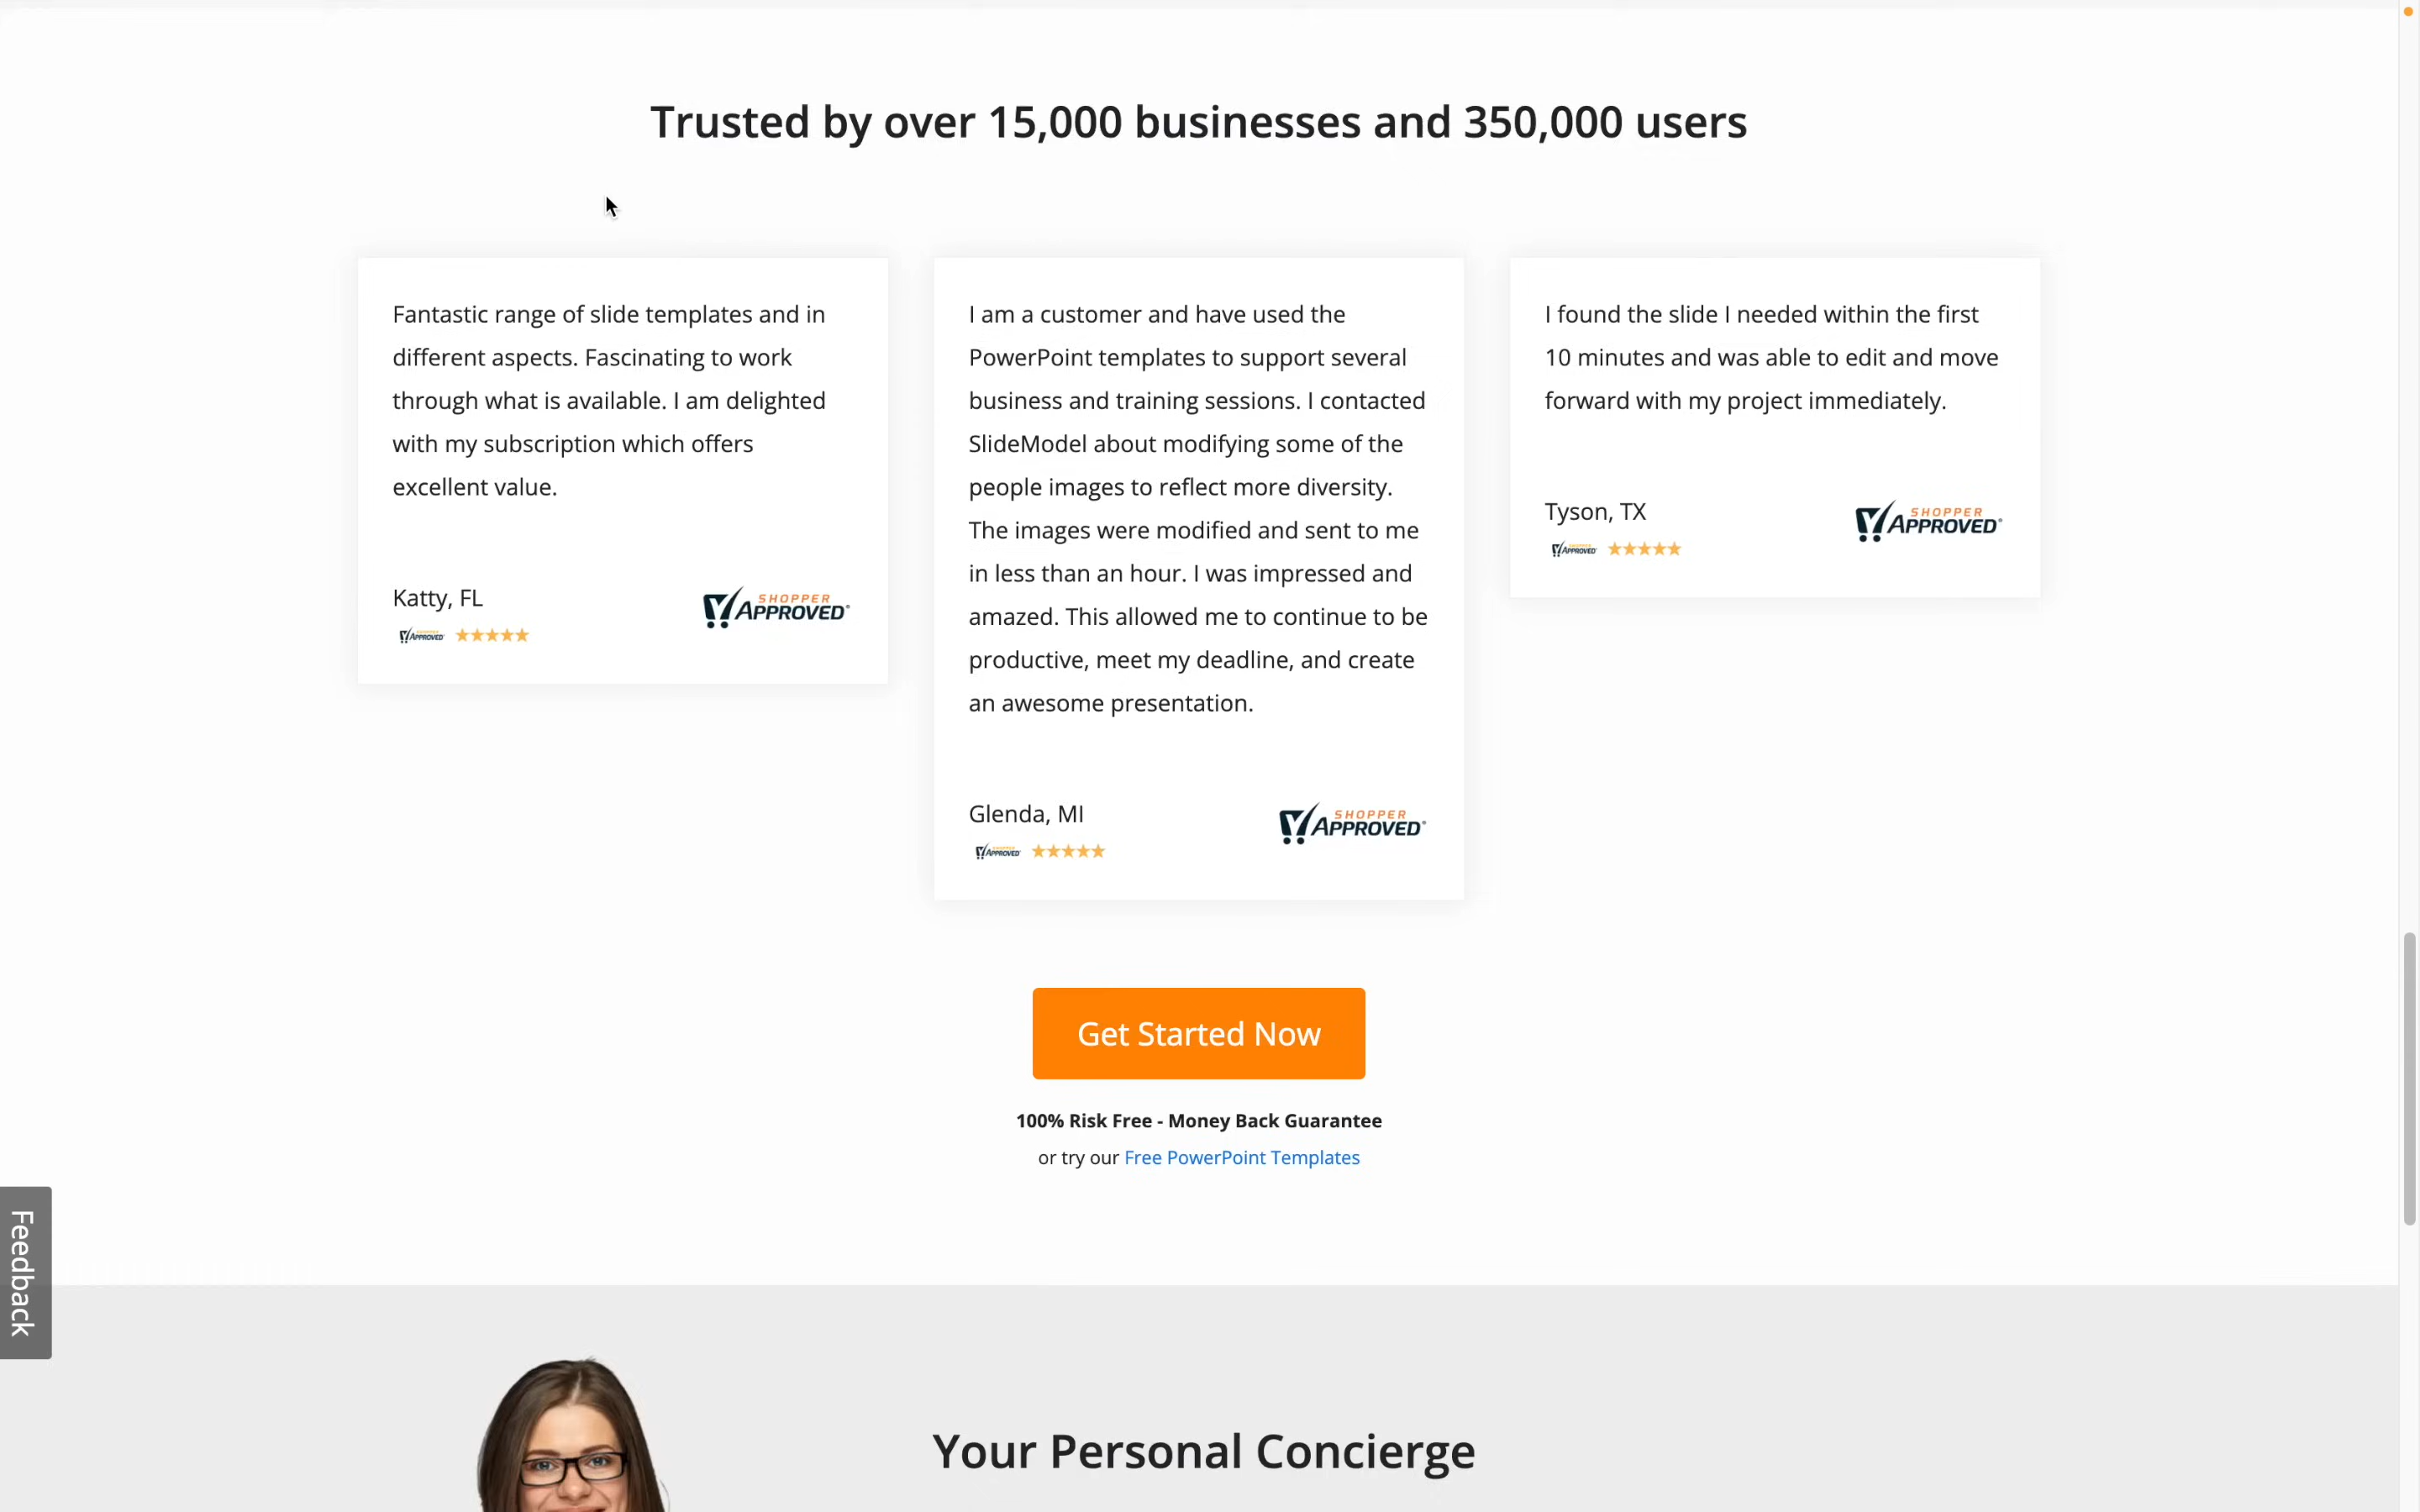 Trusted by over 15,000 businesses and 350,000 users
Fantastic range of slide templates and in
different aspects. Fascinating to work
through what is available. I am delighted
with my subscription which offers
excellent value.
Katty, FL
SHOPPER
APPROVED
SHOPPER
APPROVED
I am a customer and have used the
PowerPoint templates to support several
business and training sessions. I contacted
SlideModel about modifying some of the
people images to reflect more diversity.
The images were modified and sent to me
in less than an hour. I was impressed and
amazed. This allowed me to continue to be
productive, meet my deadline, and create
an awesome presentation.
Glenda, MI
SHOPPER
APPROVED
SHOPPER
APPROVED
I found the slide I needed within the first
10 minutes and was able to edit and move
forward with my project immediately.
Tyson, TX
SHOPPER
APPROVED
SHOPPER
APPROVED
Get Started Now
100% Risk Free - Money Back Guarantee
or try our Free PowerPoint Templates
Feedback
Your Personal Concierge